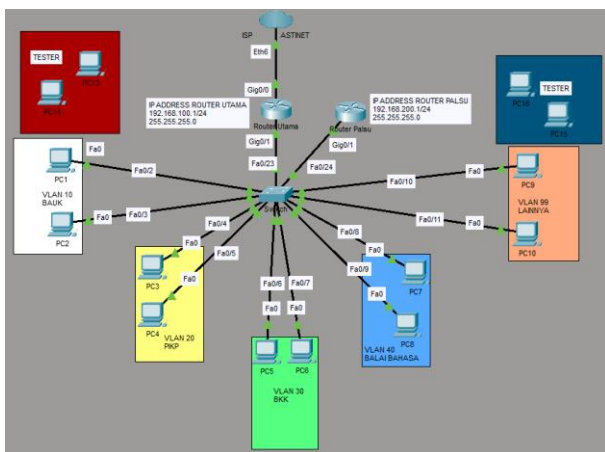 ISP ASTINET
Eth6
Gig0/0
TESTER
PC14
IP ADDRESS ROUTER UTAMA
192.168.100.1/24
255.255.255.0
Router Utama
Gig0/1
Fa0/23
IP ADDRESS ROUTER PALSU
192.168.200.1/24
255.255.255.0
Router Palsu
Gig0/1
Fa0/24
PC16
TESTER
PC15
Fa0
PC1
Fa0/2
VLAN 10
BAUK
Fa0
Fa0/3
PC2
Switch
Fa0/10
Fa0
PC9
VLAN 99
LAINNYA
Fa0/11
Fa0
PC10
Fa0/4
Fa0
Fa0/5
PC3
Fa0
PC4
VLAN 20
PIKP
Fa0/6
Fa0/7
Fa0
Fa0
PC5
PC6
VLAN 30
BKK
Fa0/8
Fa0
Fa0/9
PC7
Fa0
PC8
VLAN 40
BALAI BAHASA